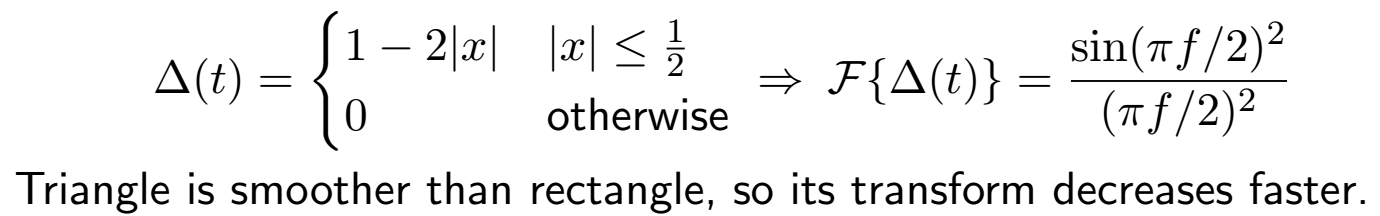 Δ(t) = { 1 − 2|x| |x| ≤ 1/2 0 otherwise ⇒ ℱ{Δ(t)} = sin(πf/2)² / (πf/2)²
Triangle is smoother than rectangle, so its transform decreases faster.